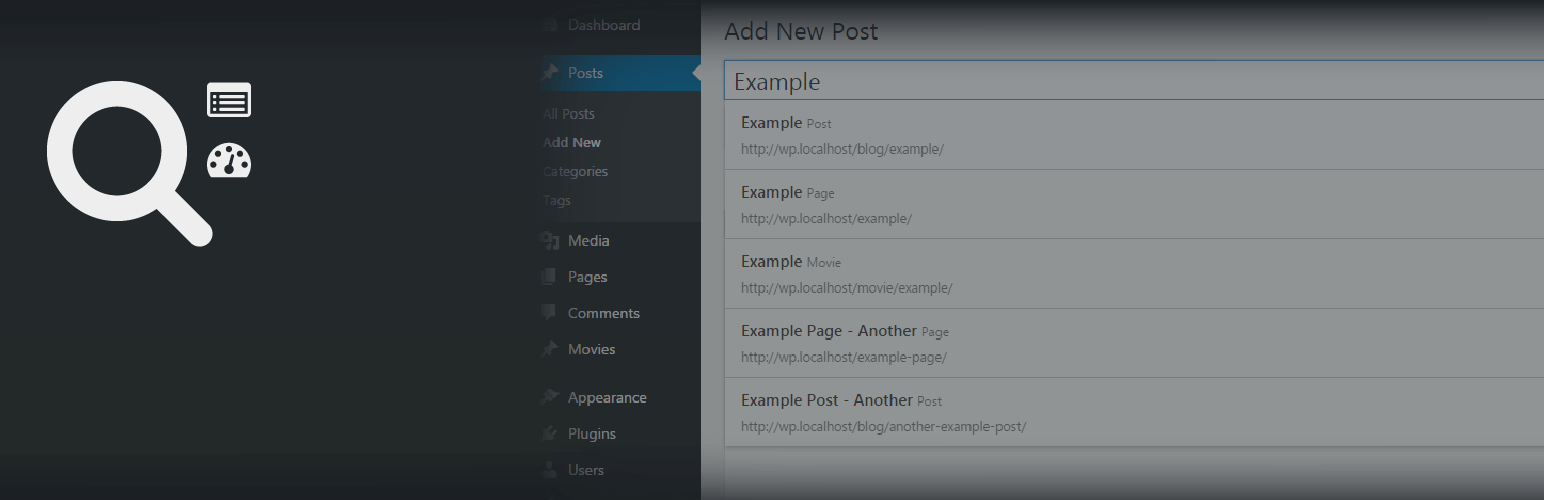 Dashboard
Posts
All Posts
Add New
Categories
Tags
Media
Pages
Comments
Movies
Appearance
Plugins
Users
Add New Post
Example
Example Post
http://wp.localhost/blog/example/
Example Page
http://wp.localhost/example/
Example Movie
http://wp.localhost/movie/example/
Example Page - Another Page
http://wp.localhost/example-page/
Example Post - Another Post
http://wp.localhost/blog/another-example-post/